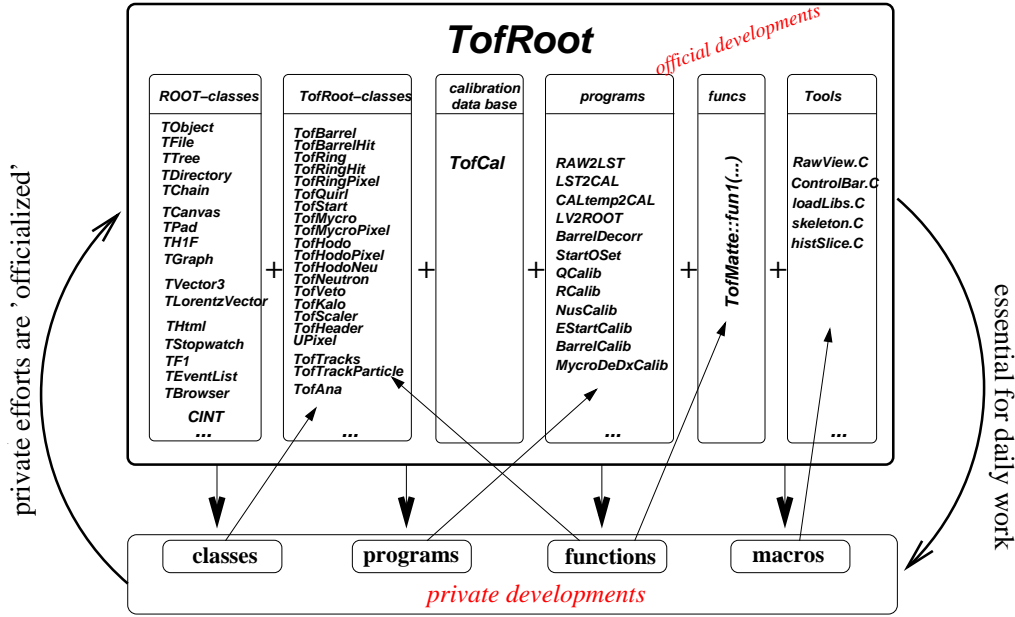 TofRoot
official developments
ROOT–classes
TObject
TFile
TTree
TDirectory
TChain
TCanvas
TPad
TH1F
TGraph
TVector3
TLorentzVector
THtml
TStopwatch
TF1
TEventList
TBrowser
CINT
...
+
TofRoot–classes
TofBarrel
TofBarrelHit
TofRing
TofRingHit
TofRingPixel
TofQuirl
TofStart
TofMycro
TofMycroPixel
TofHodo
TofHodoPixel
TofHodoNeu
TofNeutron
TofVeto
TofKalo
TofScaler
TofHeader
UPixel
TofTracks
TofTrackParticle
TofAna
...
+
calibration
data base
TofCal
+
programs
RAW2LST
LST2CAL
CALtemp2CAL
LV2ROOT
BarrelDecorr
StartOSet
QCalib
RCalib
NusCalib
EStartCalib
BarrelCalib
MycroDeDxCalib
...
+
funcs
TofMatte::fun1(...)
...
+
Tools
RawView.C
ControlBar.C
loadLibs.C
skeleton.C
histSlice.C
...
private efforts are ' officialized'
essential for daily work
classes
programs
functions
macros
private developments